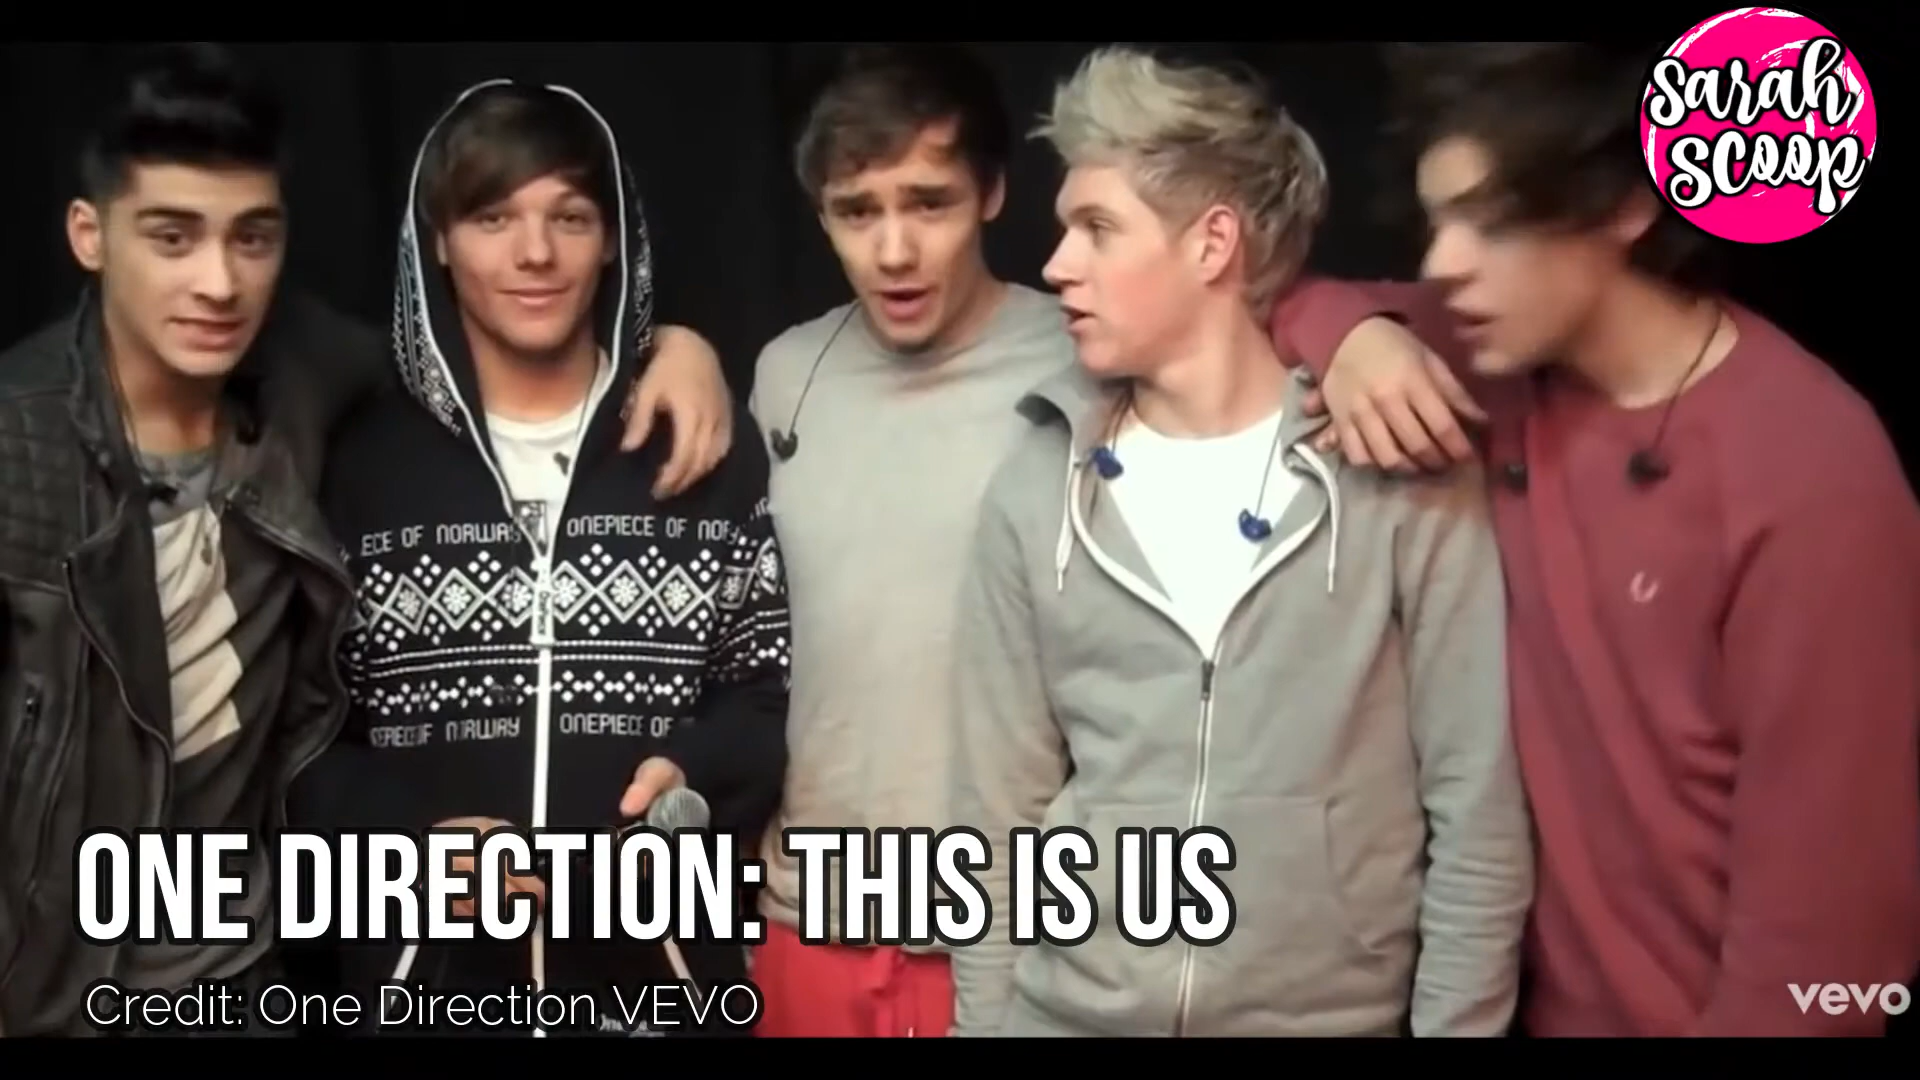 sarah
scoop
ECE OF NORWAY ONEPIECE OF NOR
ONEPIECE OF
ONE DIRECTION: THIS IS US
Credit: One Direction VEVO
vevo